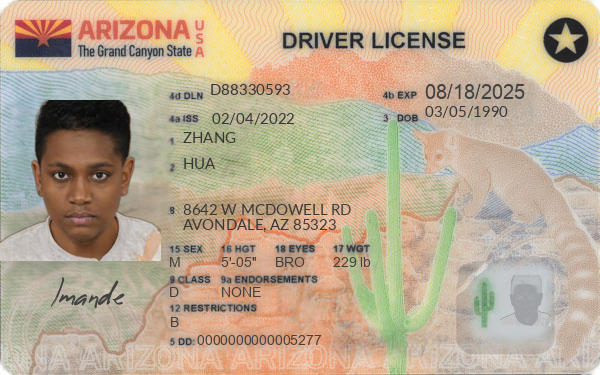 ARIZONA USA
The Grand Canyon State
DRIVER LICENSE
4d DLN D88330593
4b EXP 08/18/2025
4a ISS 02/04/2022
3 DOB 03/05/1990
1 ZHANG
2 HUA
8 8642 W MCDOWELL RD
AVONDALE, AZ 85323
15 SEX 16 HGT 18 EYES 17 WGT
M 5'-05" BRO 229 lb
9 CLASS 9a ENDORSEMENTS
D NONE
12 RESTRICTIONS
B
Imande
5 DD: 0000000000005277
ARIZONA ARIZONA ARIZONA ARIZONA